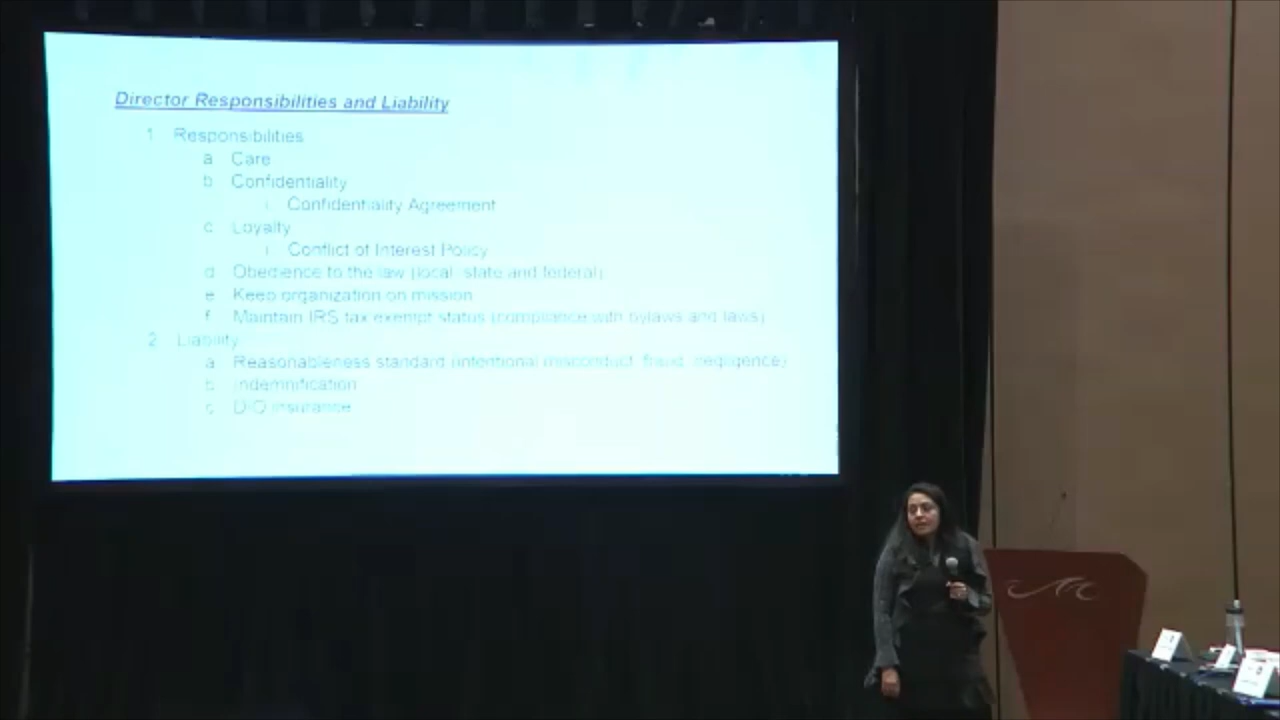 Director Responsibilities and Liability
1 Responsibilities
a Care
b Confidentiality
i Confidentiality Agreement
c Loyalty
i Conflict of Interest Policy
d Obedience to the law (local, state and federal)
e Keep organization on mission
f Maintain IRS tax exempt status (compliance with bylaws and laws)
2 Liability
a Reasonableness standard (intentional misconduct, fraud, negligence)
b Indemnification
c D/O insurance